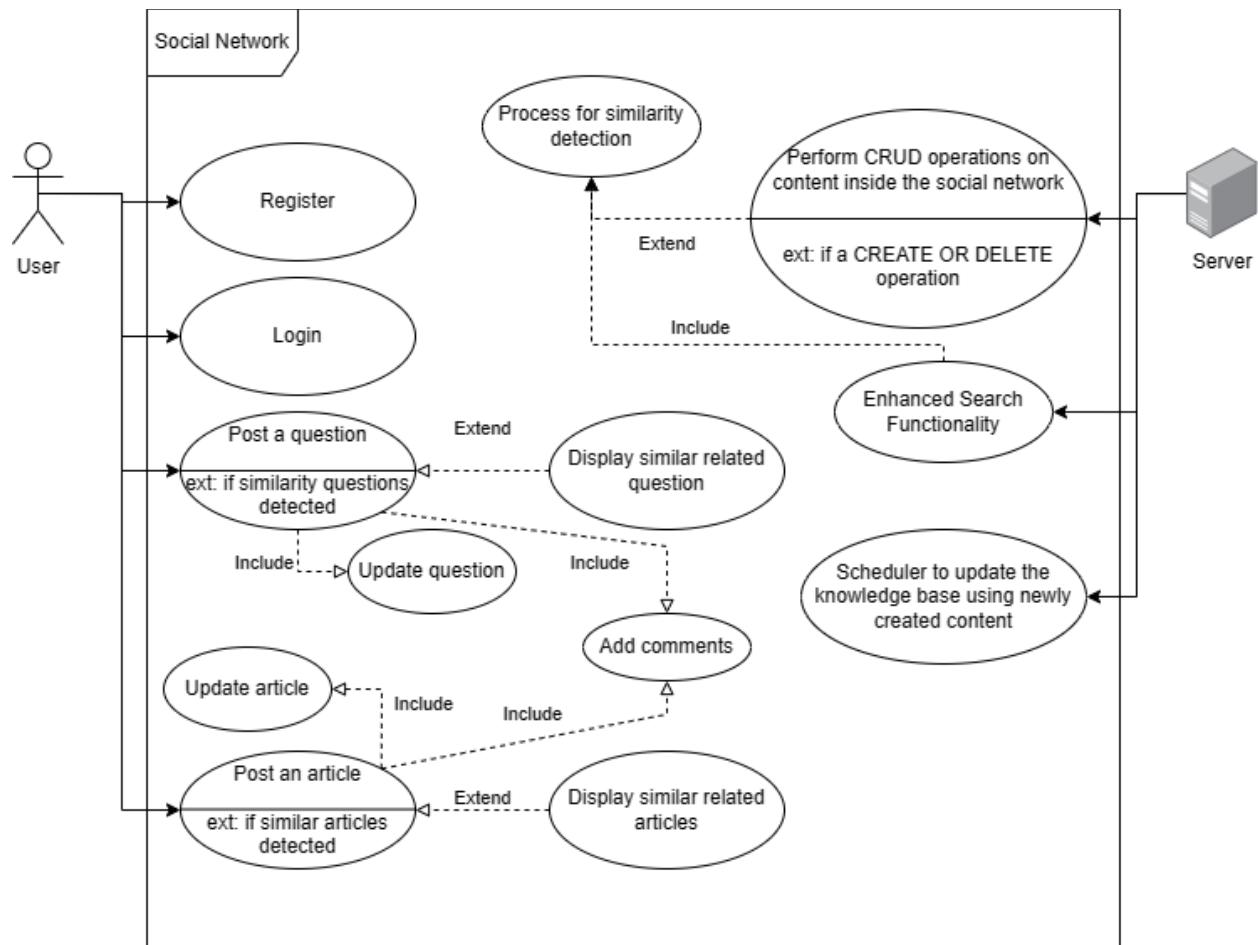 Social Network
Process for similarity
detection
Perform CRUD operations on
content inside the social network
Register
User
Server
Extend
ext: if a CREATE OR DELETE
operation
Login
Include
Enhanced Search
Functionality
Post a question
Extend
ext: if similarity questions
detected
Display similar related
question
Include
Update question
Include
Scheduler to update the
knowledge base using newly
created content
Add comments
Update article
Include
Include
Post an article
Extend
ext: if similar articles
detected
Display similar related
articles